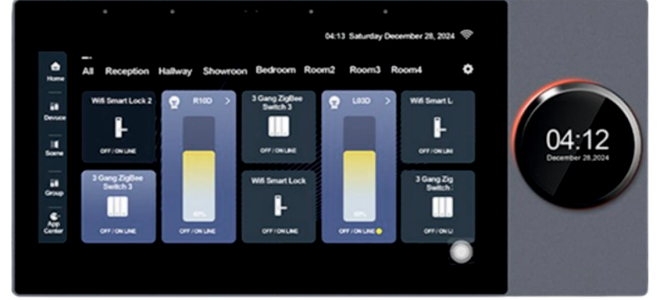 04:13 Saturday December 28, 2024
Home
All Reception Hallway Showroon Bedroom Room2 Room3 Room4
Device
Scene
Group
App
Center
Wifi Smart Lock 2
OFF / ON LINE
3 Gang ZigBee
Switch 3
OFF / ON LINE
R10D >
OFF / ON LINE
3 Gang ZigBee
Switch 3
OFF / ON LINE
Wifi Smart Lock
OFF / ON LINE
L03D >
OFF / ON LINE
Wifi Smart L
OFF / ON LINE
3 Gang Zig
Switch
OFF / ON LI
04:12
December 28,2024